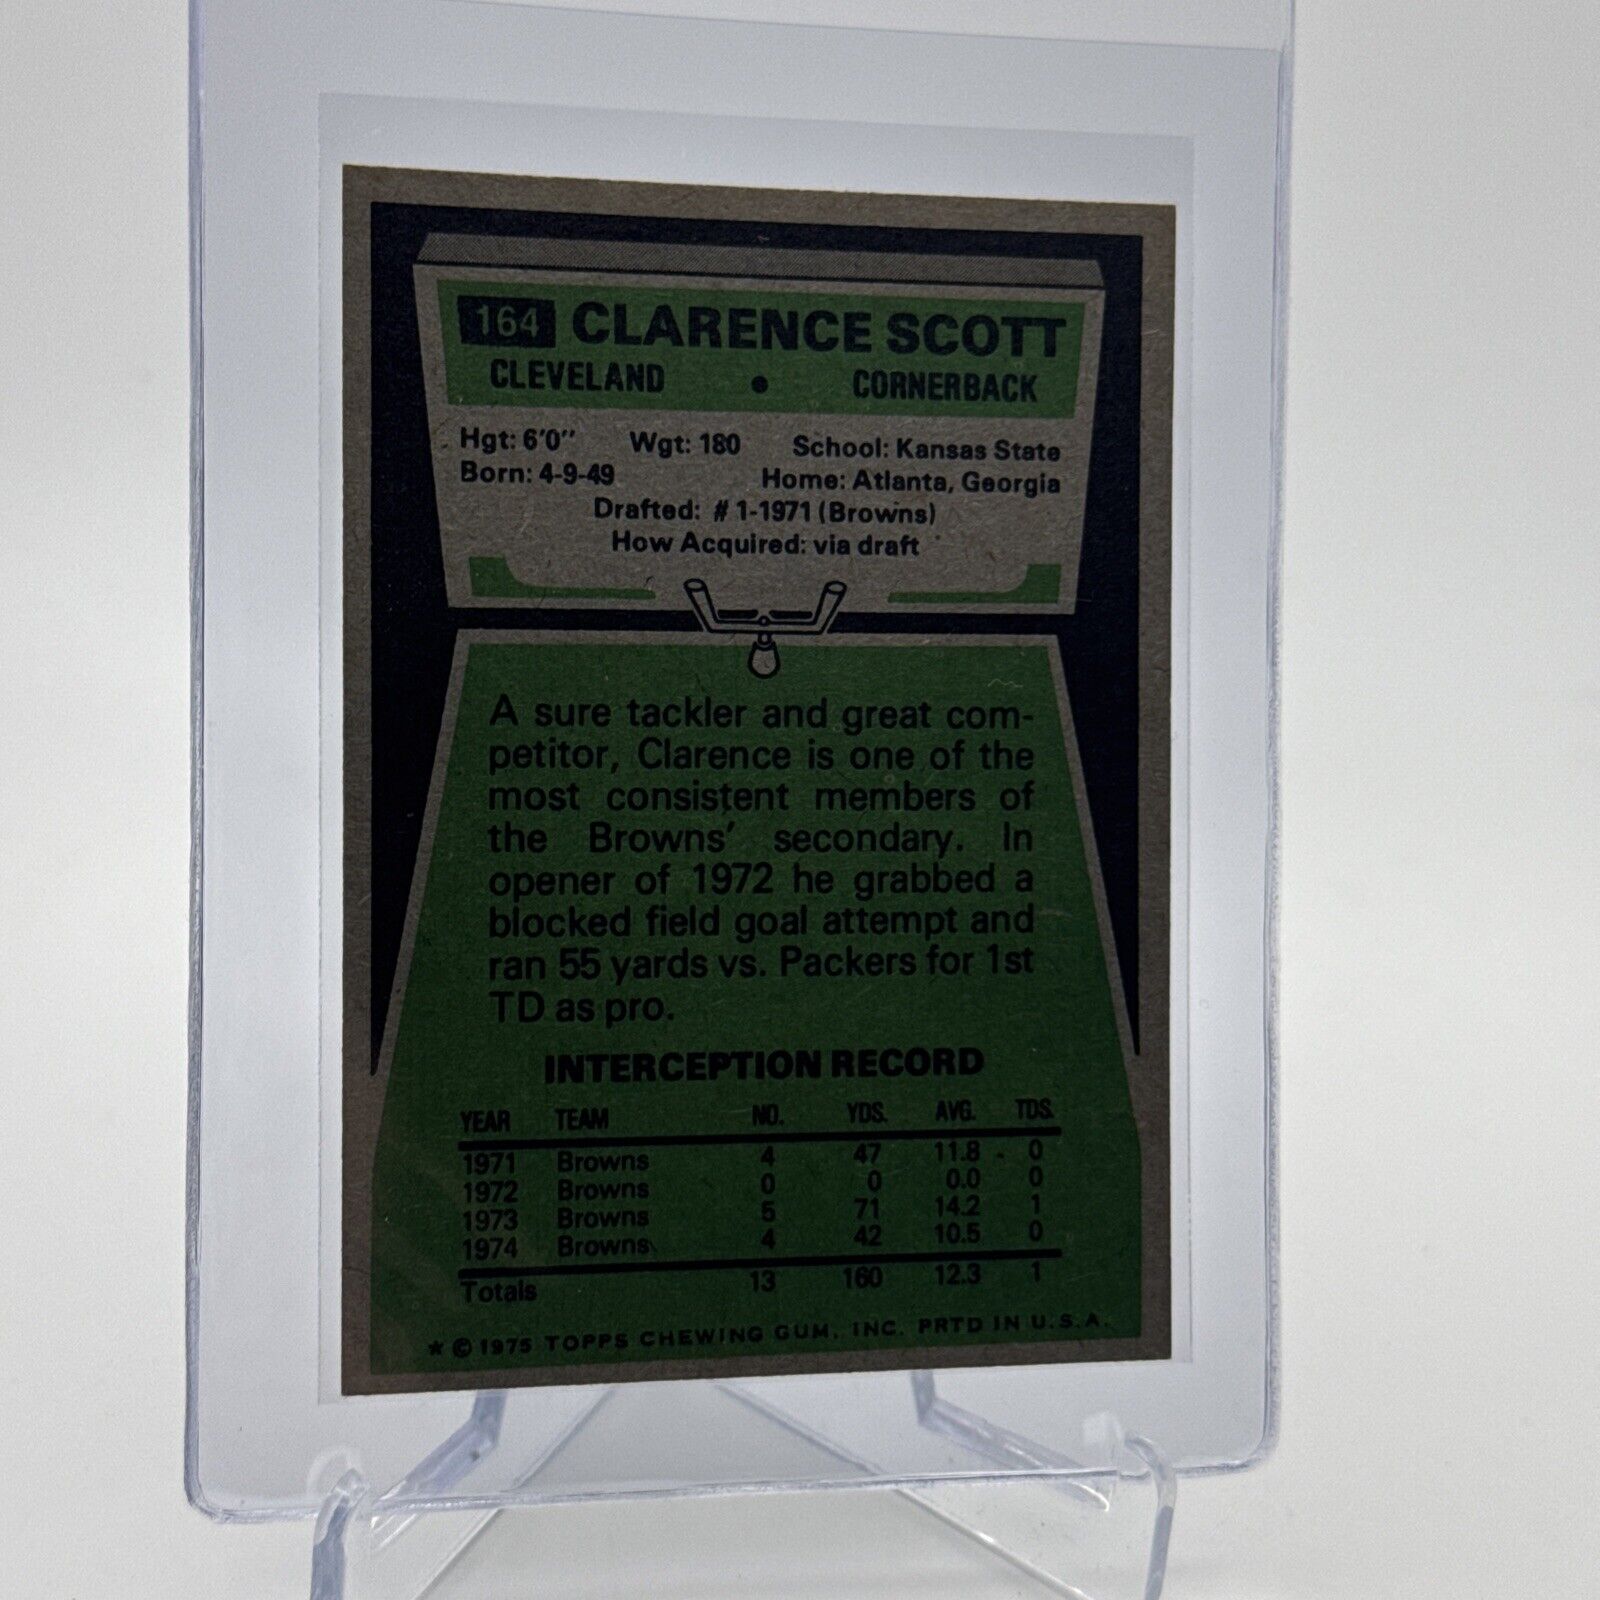 164 CLARENCE SCOTT
CLEVELAND • CORNERBACK
Hgt: 6'0" Wgt: 180 School: Kansas State
Born: 4-9-49 Home: Atlanta, Georgia
Drafted: #1-1971 (Browns)
How Acquired: via draft
A sure tackler and great com-
petitor, Clarence is one of the
most consistent members of
the Browns' secondary. In
opener of 1972 he grabbed a
blocked field goal attempt and
ran 55 yards vs. Packers for 1st
TD as pro.
INTERCEPTION RECORD
YEAR TEAM NO. YDS. AVG. TDS.
1971 Browns 4 47 11.8 0
1972 Browns 0 0 0.0 0
1973 Browns 5 71 14.2 1
1974 Browns 4 42 10.5 0
Totals 13 160 12.3 1
★ © 1975 TOPPS CHEWING GUM, INC. PRTD IN U.S.A.